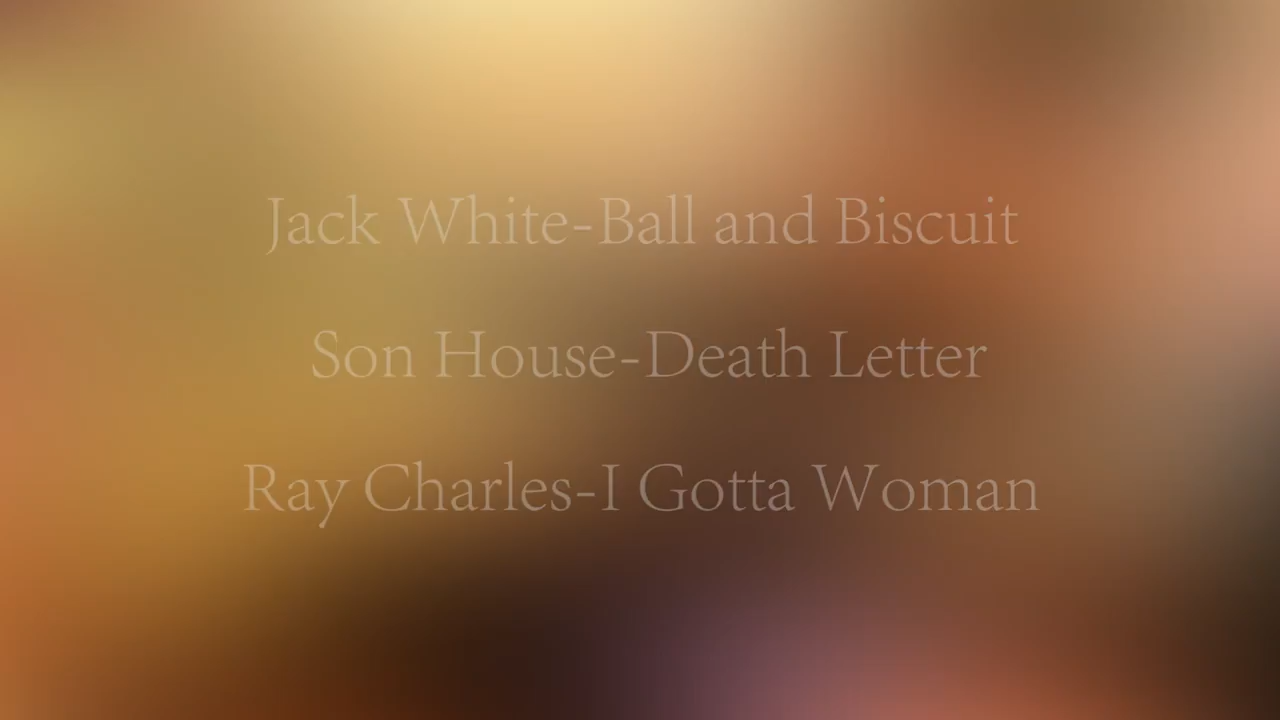 Jack White-Ball and Biscuit
Son House-Death Letter
Ray Charles-I Gotta Woman